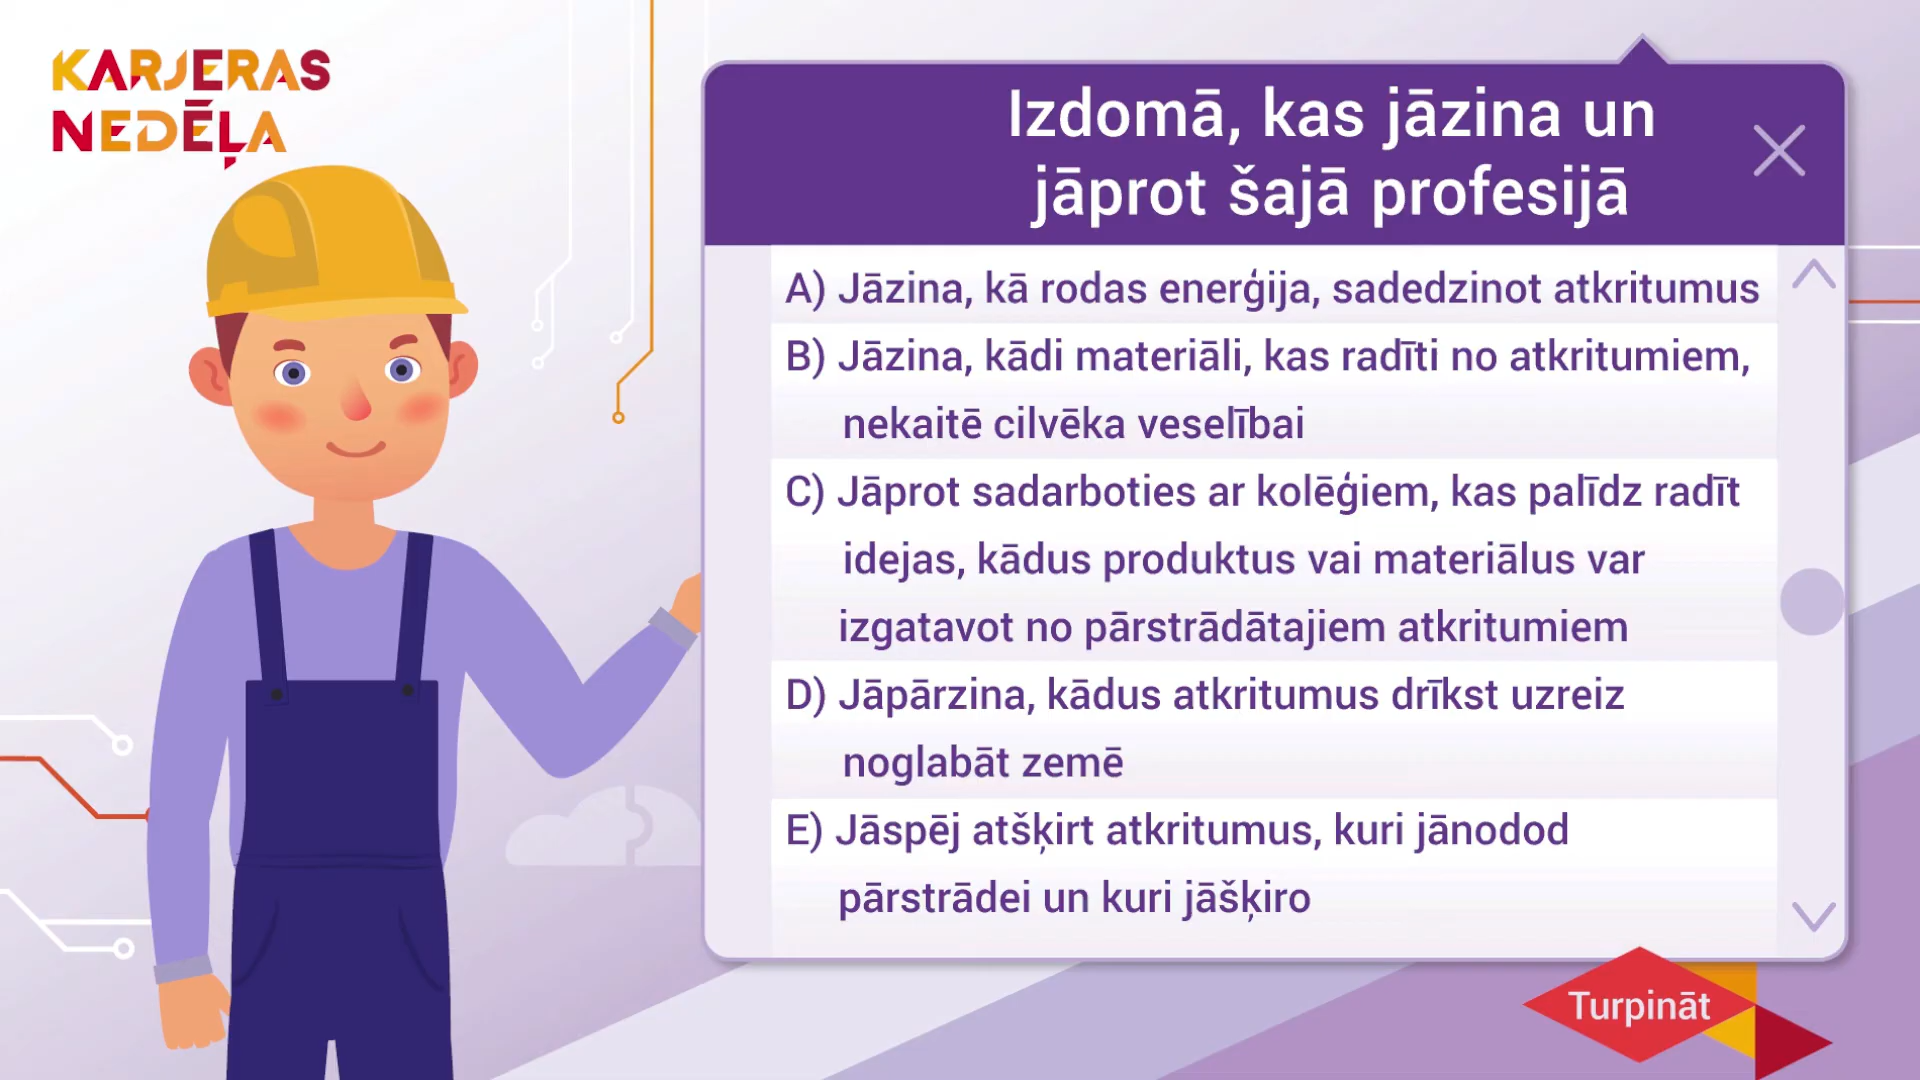 KARJERAS
NEDĒĻA
Izdomā, kas jāzina un
jāprot šajā profesijā
A) Jāzina, kā rodas enerģija, sadedzinot atkritumus
B) Jāzina, kādi materiāli, kas radīti no atkritumiem,
nekaitē cilvēka veselībai
C) Jāprot sadarboties ar kolēģiem, kas palīdz radīt
idejas, kādus produktus vai materiālus var
izgatavot no pārstrādātajiem atkritumiem
D) Jāpārzina, kādus atkritumus drīkst uzreiz
noglabāt zemē
E) Jāspēj atšķirt atkritumus, kuri jānodod
pārstrādei un kuri jāšķiro
Turpināt